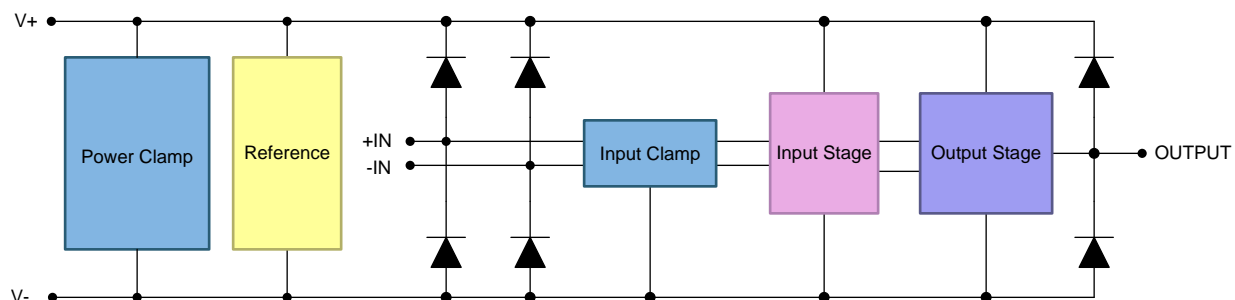 V+
Power Clamp
Reference
+IN
-IN
Input Clamp
Input Stage
Output Stage
OUTPUT
V-